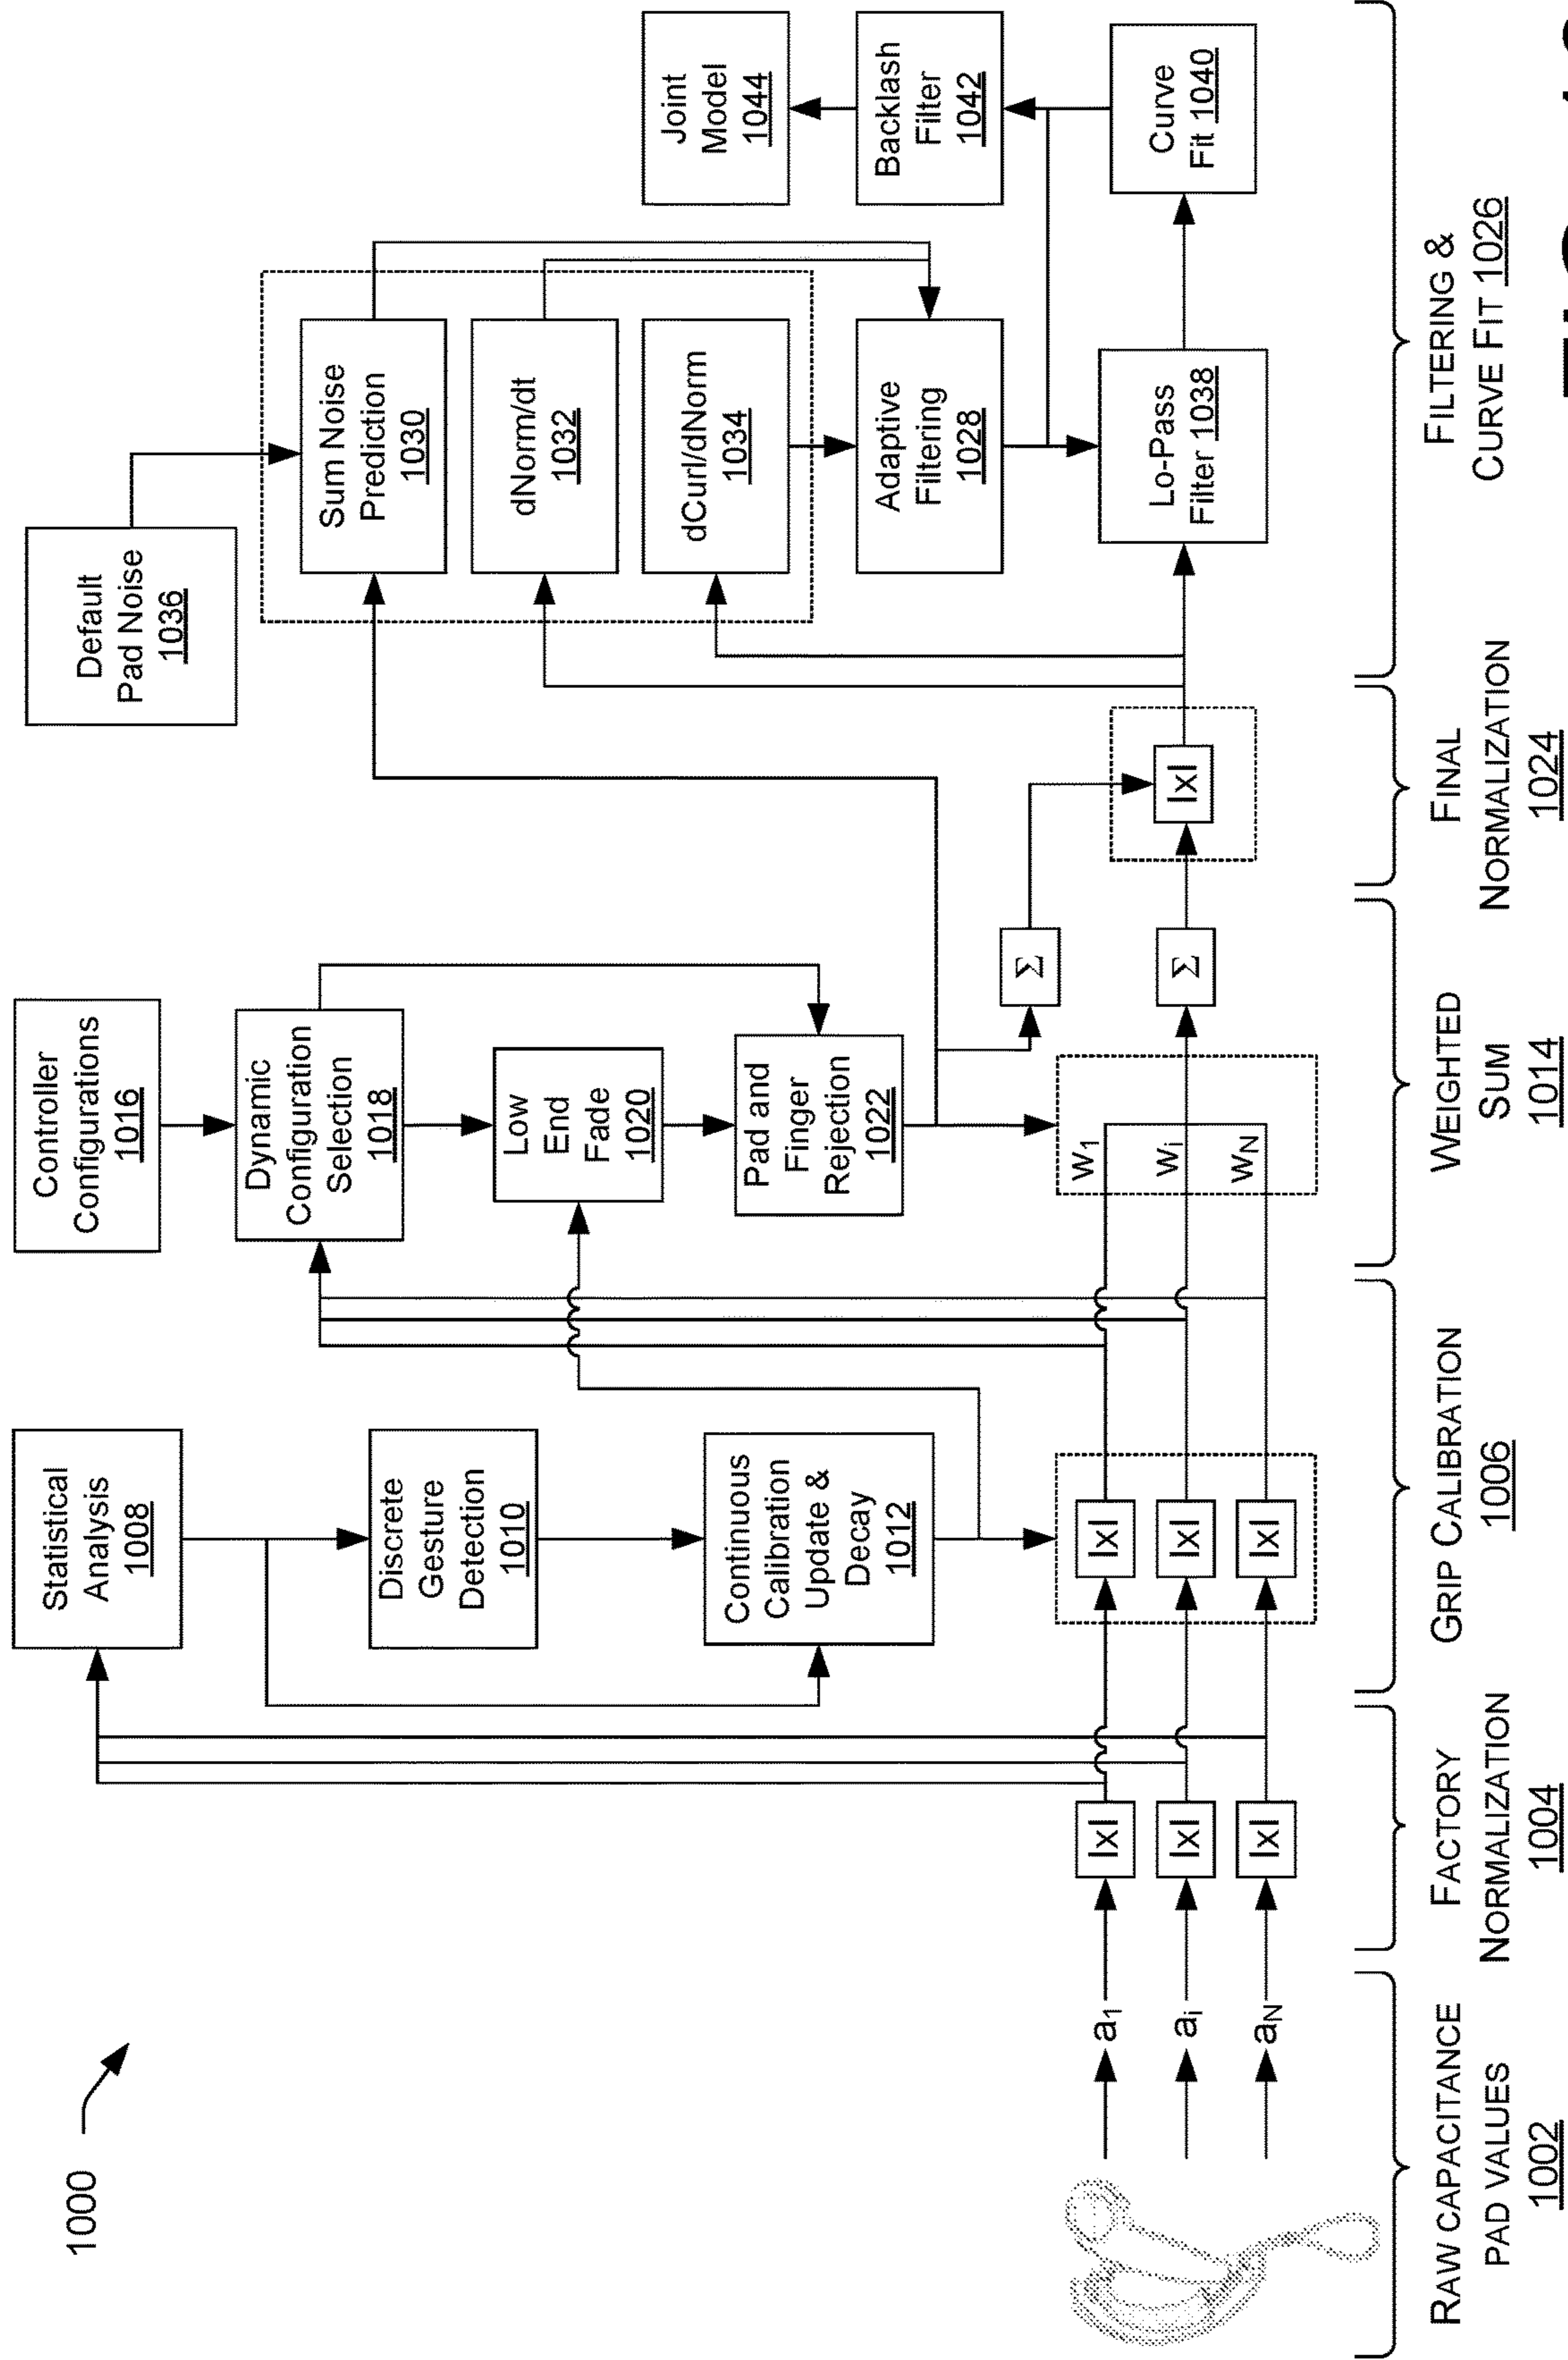 1000
Statistical
Analysis
1008
Discrete
Gesture
Detection
1010
Continuous
Calibration
Update &
Decay
1012
Controller
Configurations
1016
Dynamic
Configuration
Selection
1018
Low
End
Fade
1020
Pad and
Finger
Rejection
1022
Default
Pad Noise
1036
Sum Noise
Prediction
1030
dNorm/dt
1032
dCurl/dNorm
1034
Adaptive
Filtering
1028
Lo-Pass
Filter 1038
Joint
Model
1044
Backlash
Filter
1042
Curve
Fit 1040
a1
ai
aN
|x|
|x|
|x|
|x|
|x|
|x|
w1
wi
wN
Σ
Σ
|x|
RAW CAPACITANCE
PAD VALUES
1002
FACTORY
NORMALIZATION
1004
GRIP CALIBRATION
1006
WEIGHTED
SUM
1014
FINAL
NORMALIZATION
1024
FILTERING &
CURVE FIT 1026